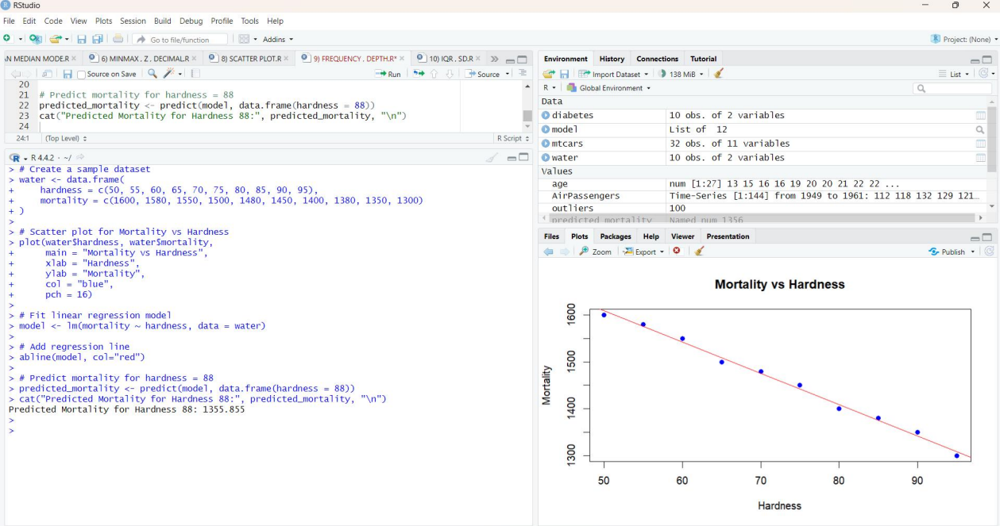 RStudio
File Edit Code View Plots Session Build Debug Profile Tools Help
Go to file/function Addins Project: (None)
AN MEDIAN MODE.R 6) MINMAX , Z , DECIMAL.R 8) SCATTER PLOT.R 9) FREQUENCY , DEPTH.R* 10) IQR , SD.R
Source on Save Run Source
20
21 # Predict mortality for hardness = 88
22 predicted_mortality <- predict(model, data.frame(hardness = 88))
23 cat("Predicted Mortality for Hardness 88:", predicted_mortality, "\n")
24
24:1 (Top Level) R Script
R 4.4.2 · ~/
> # Create a sample dataset
> water <- data.frame(
+ hardness = c(50, 55, 60, 65, 70, 75, 80, 85, 90, 95),
+ mortality = c(1600, 1580, 1550, 1500, 1480, 1450, 1400, 1380, 1350, 1300)
+ )
>
> # Scatter plot for Mortality vs Hardness
> plot(water$hardness, water$mortality,
+ main = "Mortality vs Hardness",
+ xlab = "Hardness",
+ ylab = "Mortality",
+ col = "blue",
+ pch = 16)
>
> # Fit linear regression model
> model <- lm(mortality ~ hardness, data = water)
>
> # Add regression line
> abline(model, col="red")
>
> # Predict mortality for hardness = 88
> predicted_mortality <- predict(model, data.frame(hardness = 88))
> cat("Predicted Mortality for Hardness 88:", predicted_mortality, "\n")
Predicted Mortality for Hardness 88: 1355.855
>
>
Environment History Connections Tutorial
Import Dataset 138 MiB List
R Global Environment
Data
diabetes 10 obs. of 2 variables
model List of 12
mtcars 32 obs. of 11 variables
water 10 obs. of 2 variables
Values
age num [1:27] 13 15 16 16 19 20 20 21 22 22 ...
AirPassengers Time-Series [1:144] from 1949 to 1961: 112 118 132 129 121...
outliers 100
predicted_mortality Named num 1356
Files Plots Packages Help Viewer Presentation
Zoom Export Publish
Mortality vs Hardness
Mortality
1600
1500
1400
1300
50 60 70 80 90
Hardness